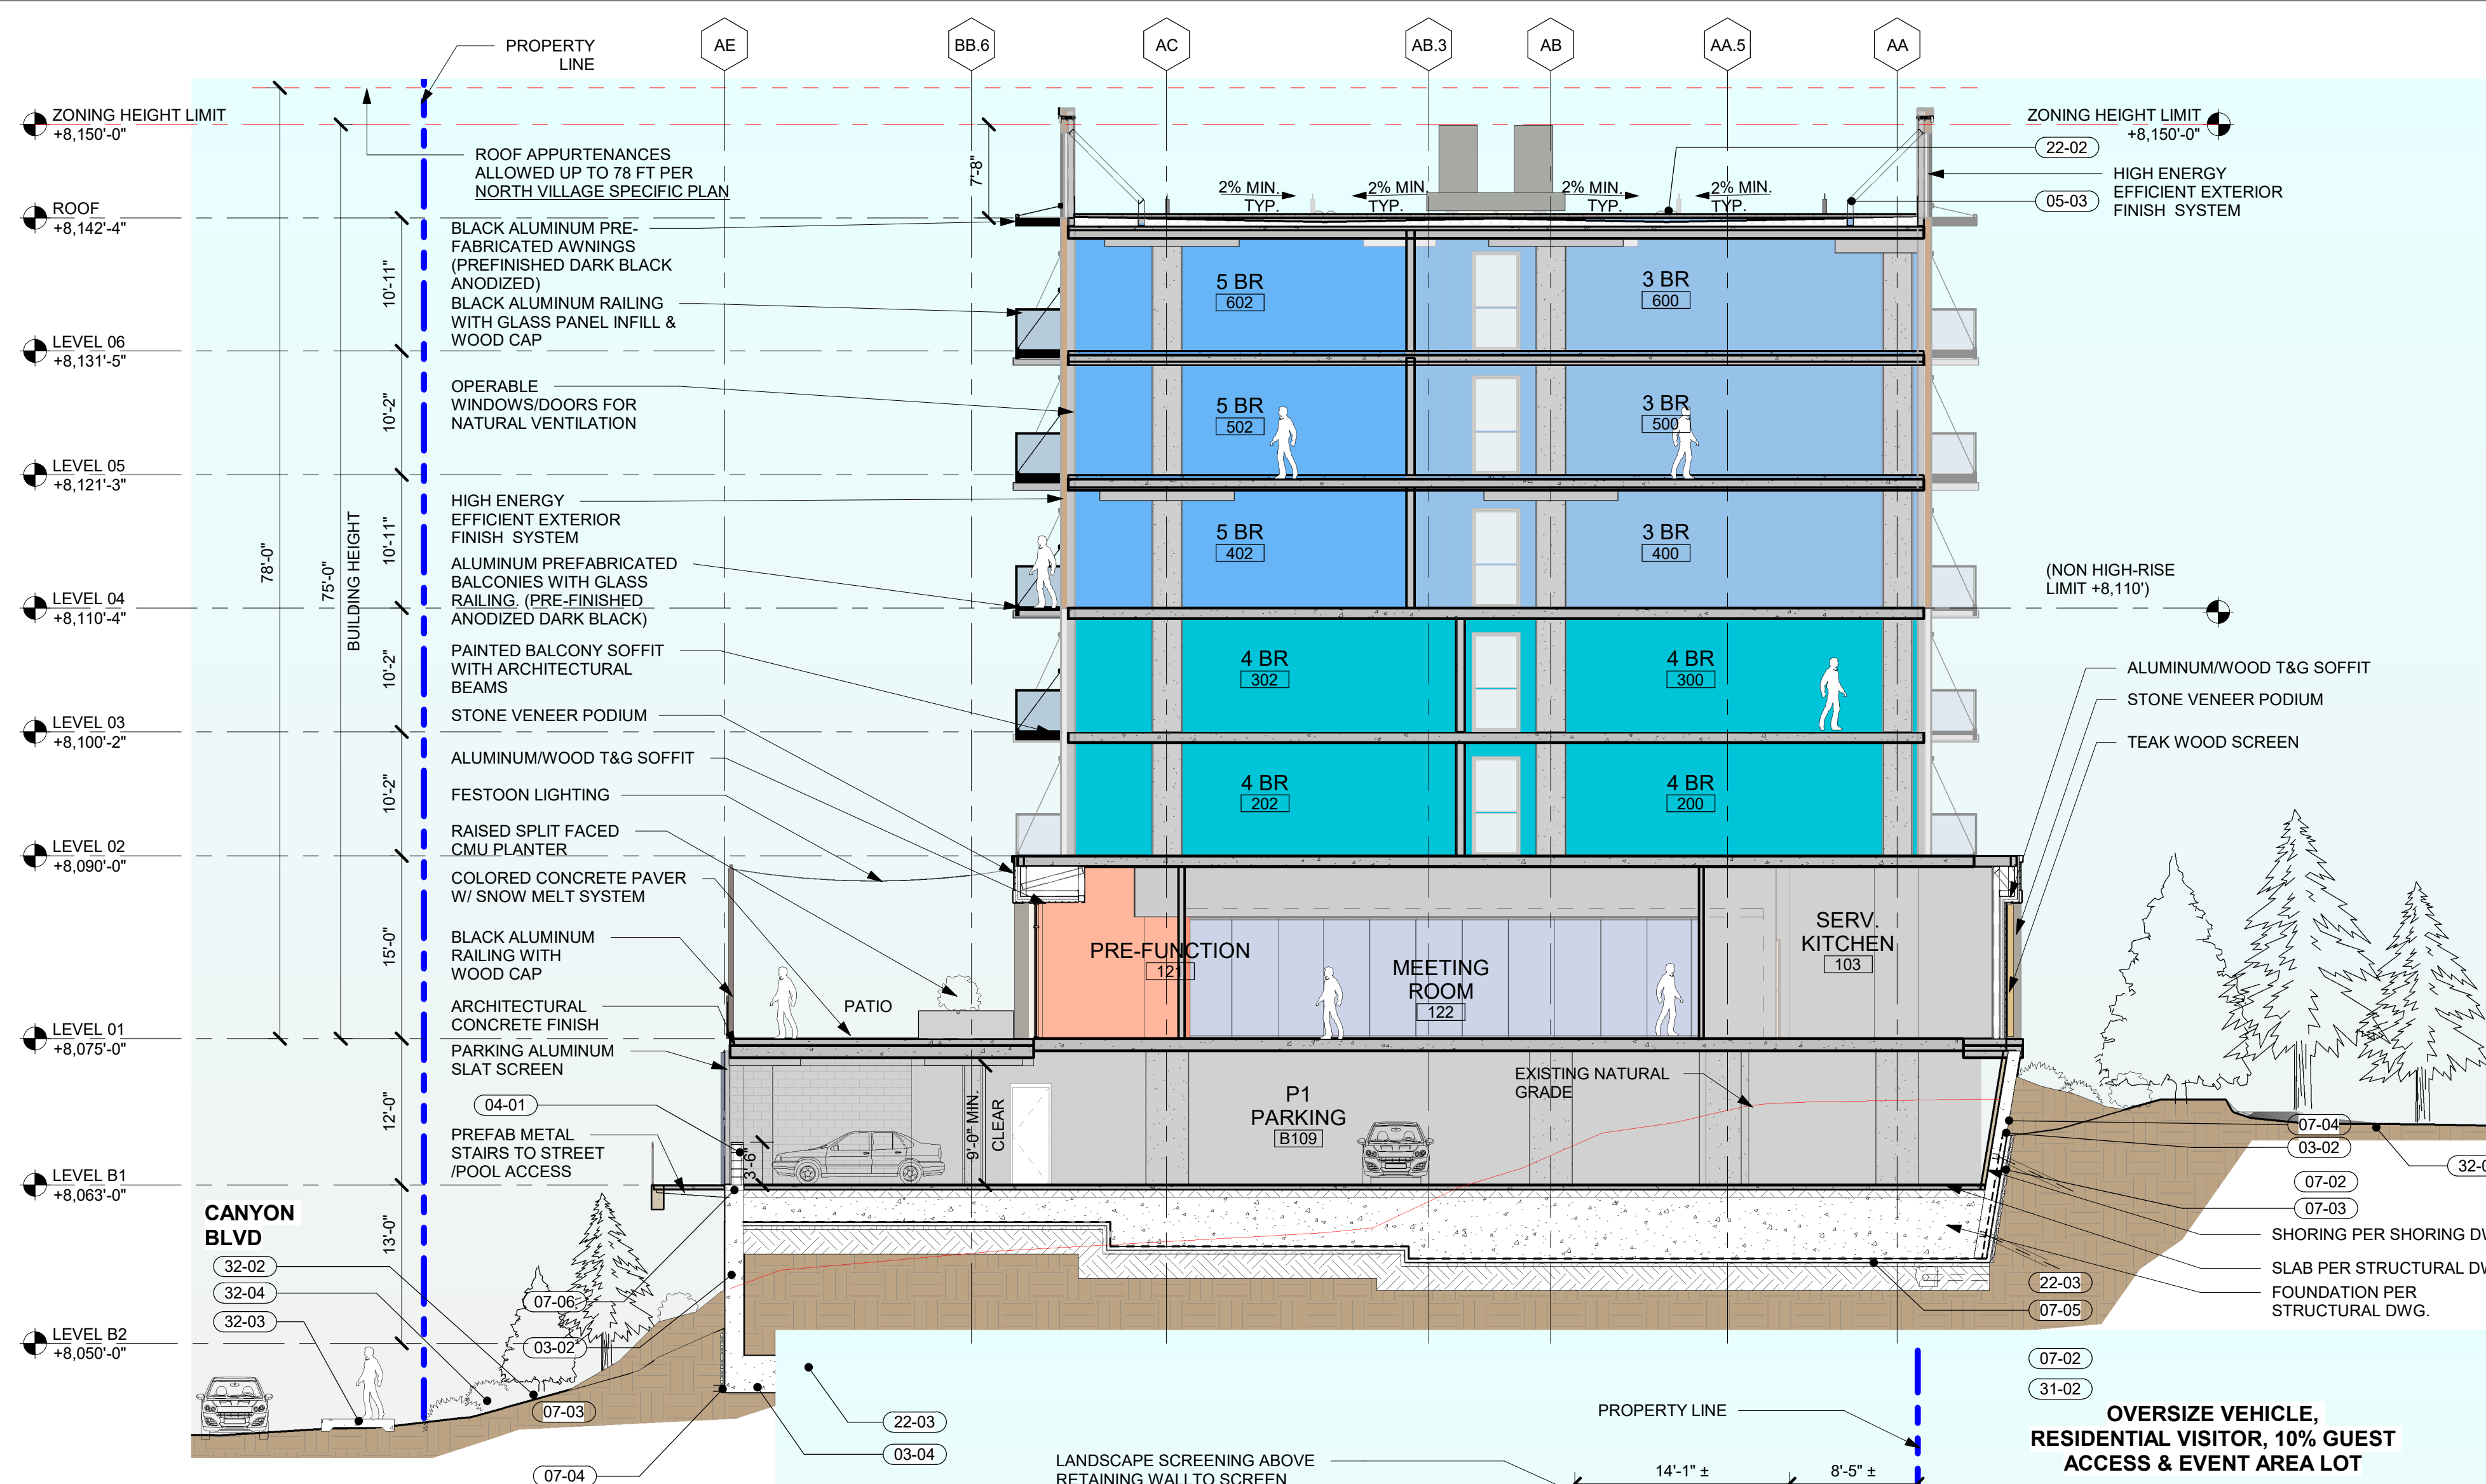 AE
BB.6
AC
AB.3
AB
AA.5
AA
PROPERTY
LINE
ZONING HEIGHT LIMIT
+8,150'-0"
ROOF
+8,142'-4"
LEVEL 06
+8,131'-5"
LEVEL 05
+8,121'-3"
LEVEL 04
+8,110'-4"
LEVEL 03
+8,100'-2"
LEVEL 02
+8,090'-0"
LEVEL 01
+8,075'-0"
LEVEL B1
+8,063'-0"
LEVEL B2
+8,050'-0"
78'-0"
75'-0"
BUILDING HEIGHT
10'-11"
10'-2"
10'-11"
10'-2"
10'-2"
15'-0"
12'-0"
13'-0"
ROOF APPURTENANCES
ALLOWED UP TO 78 FT PER
NORTH VILLAGE SPECIFIC PLAN
BLACK ALUMINUM PRE-
FABRICATED AWNINGS
(PREFINISHED DARK BLACK
ANODIZED)
BLACK ALUMINUM RAILING
WITH GLASS PANEL INFILL &
WOOD CAP
OPERABLE
WINDOWS/DOORS FOR
NATURAL VENTILATION
HIGH ENERGY
EFFICIENT EXTERIOR
FINISH SYSTEM
ALUMINUM PREFABRICATED
BALCONIES WITH GLASS
RAILING. (PRE-FINISHED
ANODIZED DARK BLACK)
PAINTED BALCONY SOFFIT
WITH ARCHITECTURAL
BEAMS
STONE VENEER PODIUM
ALUMINUM/WOOD T&G SOFFIT
FESTOON LIGHTING
RAISED SPLIT FACED
CMU PLANTER
COLORED CONCRETE PAVER
W/ SNOW MELT SYSTEM
BLACK ALUMINUM
RAILING WITH
WOOD CAP
ARCHITECTURAL
CONCRETE FINISH
PARKING ALUMINUM
SLAT SCREEN
04-01
PREFAB METAL
STAIRS TO STREET
/POOL ACCESS
CANYON
BLVD
32-02
32-04
32-03
07-06
03-02
07-03
07-04
22-03
03-04
7'-8"
2% MIN.
TYP.
2% MIN.
TYP.
2% MIN.
TYP.
2% MIN.
TYP.
5 BR
602
3 BR
600
5 BR
502
3 BR
500
5 BR
402
3 BR
400
4 BR
302
4 BR
300
4 BR
202
4 BR
200
PRE-FUNCTION
121
MEETING
ROOM
122
SERV.
KITCHEN
103
PATIO
3'-6"
9'-0" MIN.
CLEAR
P1
PARKING
B109
EXISTING NATURAL
GRADE
ZONING HEIGHT LIMIT
+8,150'-0"
22-02
05-03
HIGH ENERGY
EFFICIENT EXTERIOR
FINISH SYSTEM
(NON HIGH-RISE
LIMIT +8,110')
ALUMINUM/WOOD T&G SOFFIT
STONE VENEER PODIUM
TEAK WOOD SCREEN
07-04
03-02
07-02
07-03
SHORING PER SHORING
SLAB PER STRUCTURAL
FOUNDATION PER
STRUCTURAL DWG.
22-03
07-05
07-02
31-02
OVERSIZE VEHICLE,
RESIDENTIAL VISITOR, 10% GUEST
ACCESS & EVENT AREA LOT
PROPERTY LINE
14'-1" ±
8'-5" ±
LANDSCAPE SCREENING ABOVE
RETAINING WALL TO SCREEN